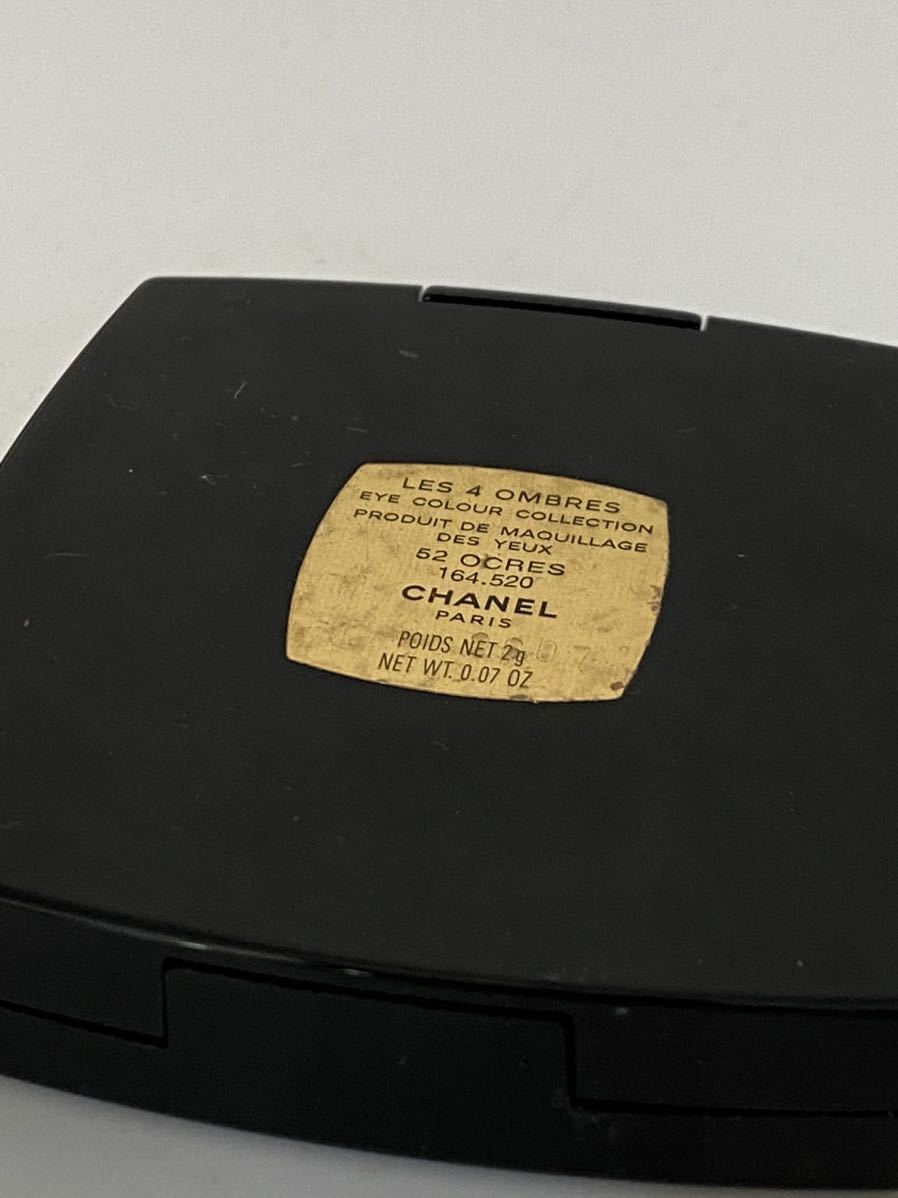 LES 4 OMBRES
EYE COLOUR COLLECTION
PRODUIT DE MAQUILLAGE
DES YEUX
52 OCRES
164.520
CHANEL
PARIS
POIDS NET 2g
NET WT. 0.07 OZ